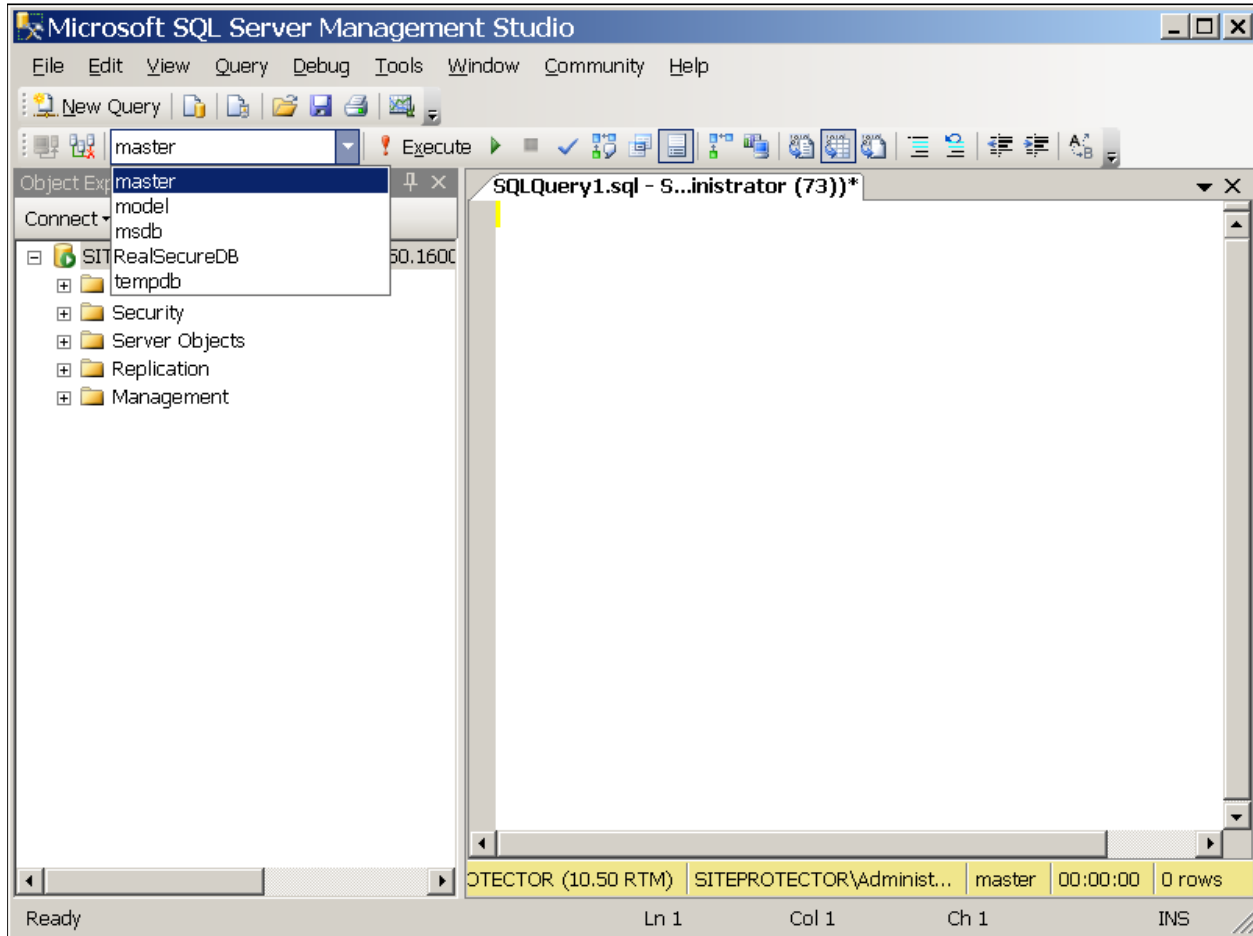 Microsoft SQL Server Management Studio
File Edit View Query Debug Tools Window Community Help
New Query
master Execute
Object Exp
master
model
msdb
RealSecureDB
tempdb
SQLQuery1.sql - S...inistrator (73))*
Connect
SIT 50.1600
Security
Server Objects
Replication
Management
OTECTOR (10.50 RTM) SITEPROTECTOR\Administ... master 00:00:00 0 rows
Ready Ln 1 Col 1 Ch 1 INS